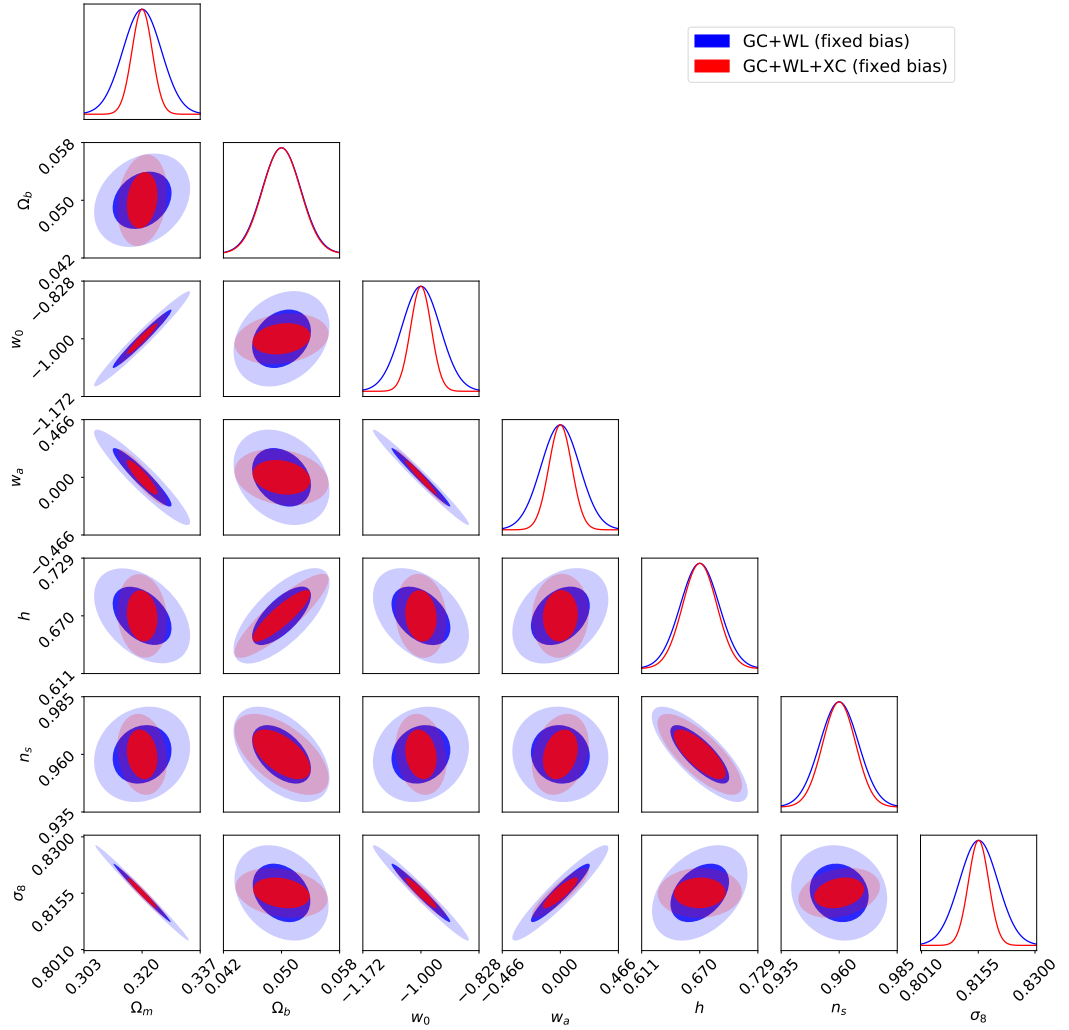 GC+WL (fixed bias)
GC+WL+XC (fixed bias)
0.058
0.050
0.042
Ω_b
−0.828
−1.000
−1.172
w_0
0.466
0.000
−0.466
w_a
0.729
0.670
0.611
h
0.985
0.960
0.935
n_s
0.8300
0.8155
0.8010
σ_8
0.303 0.320 0.337 0.042 0.050 0.058 −1.172 −1.000 −0.828 −0.466 0.000 0.466 0.611 0.670 0.729 0.935 0.960 0.985 0.8010 0.8155 0.8300
Ω_m Ω_b w_0 w_a h n_s σ_8